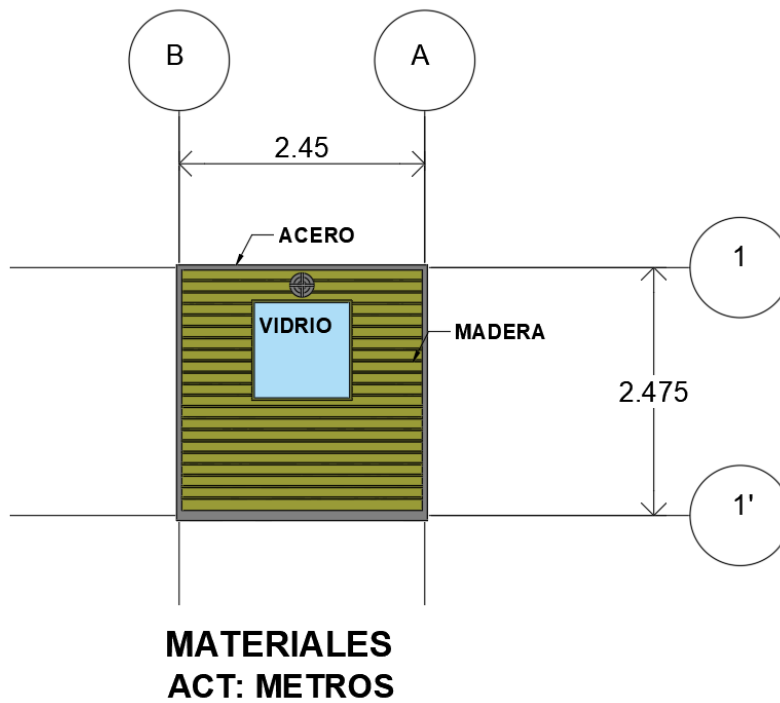 B
A
2.45
ACERO
1
VIDRIO
MADERA
2.475
1'
MATERIALES
ACT: METROS